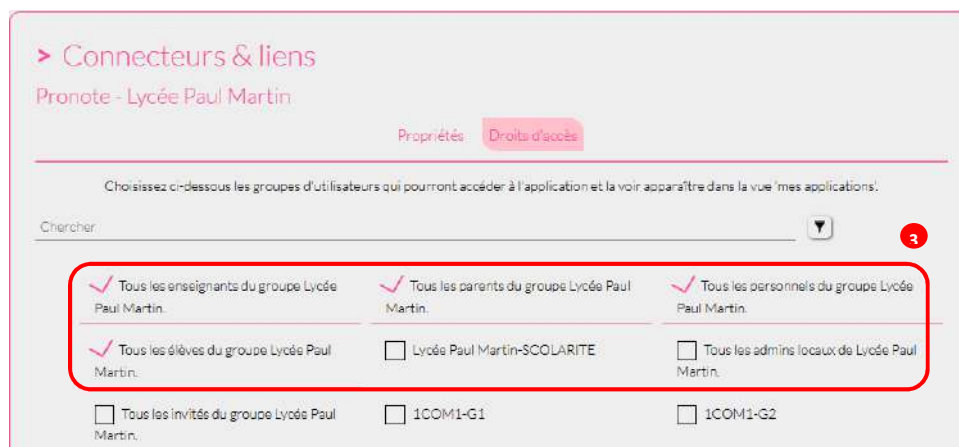 > Connecteurs & liens
Pronote - Lycée Paul Martin
Propriétés Droits d'accès
Choisissez ci-dessous les groupes d'utilisateurs qui pourront accéder à l'application et la voir apparaître dans la vue 'mes applications'.
Chercher
3
Tous les enseignants du groupe Lycée
Paul Martin.
Tous les parents du groupe Lycée Paul
Martin.
Tous les personnels du groupe Lycée
Paul Martin.
Tous les élèves du groupe Lycée Paul
Martin.
Lycée Paul Martin-SCOLARITE
Tous les admins locaux de Lycée Paul
Martin.
Tous les invités du groupe Lycée Paul
Martin.
1COM1-G1
1COM1-G2